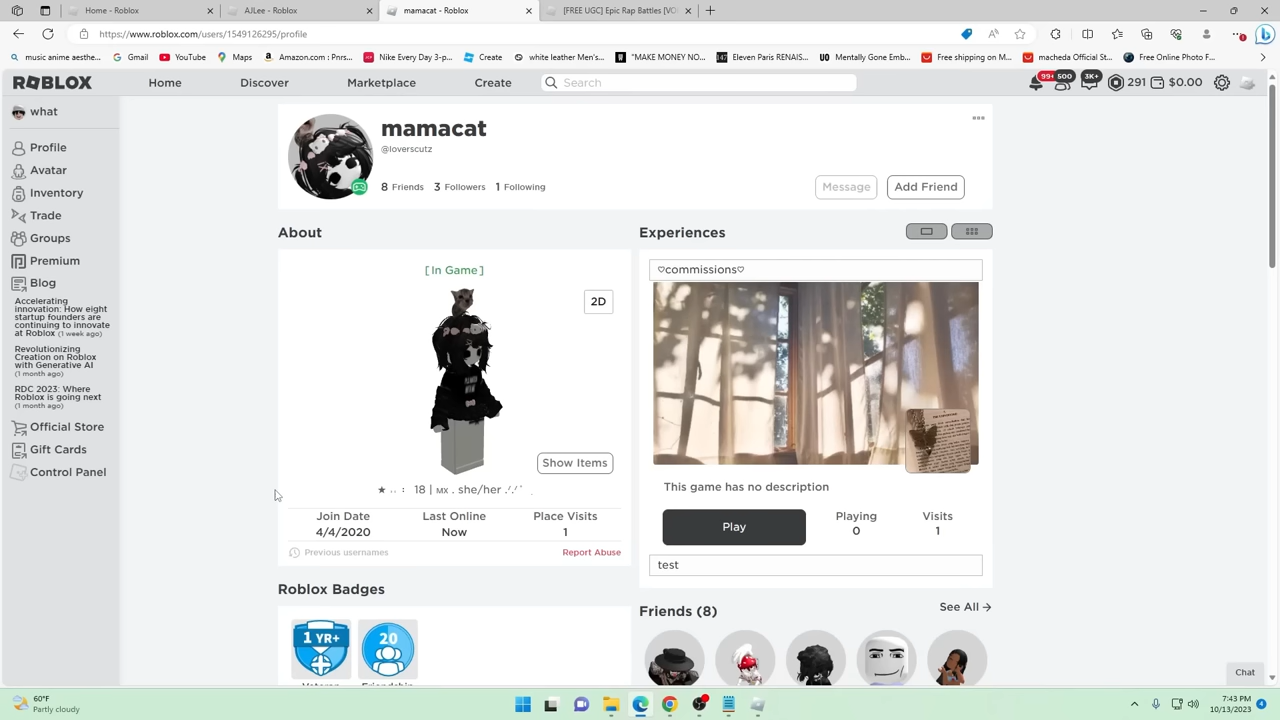 Home - Roblox
AJLee - Roblox
mamacat - Roblox
[FREE UGC] Epic Rap Battles [VO
https://www.roblox.com/users/1549126295/profile
music anime aesthe...
Gmail
YouTube
Maps
Amazon.com
Nike Every Day 3-p...
Create
white leather Men's...
"MAKE MONEY NO...
Eleven Paris RENAIS...
Mentally Gone Emb...
Free shipping on M...
macheda Official St...
Free Online Photo F...
ROBLOX
Home
Discover
Marketplace
Create
Search
99+
500
3K+
291
$0.00
what
Profile
Avatar
Inventory
Trade
Groups
Premium
Blog
Accelerating
innovation: How eight
startup founders are
continuing to innovate
at Roblox (1 week ago)
Revolutionizing
Creation on Roblox
with Generative AI
(1 month ago)
RDC 2023: Where
Roblox is going next
(1 month ago)
Official Store
Gift Cards
Control Panel
mamacat
@loverscutz
8 Friends 3 Followers 1 Following
Message
Add Friend
About
[ In Game ]
2D
Show Items
18 | ᴍx . she/her
Join Date
4/4/2020
Last Online
Now
Place Visits
1
Previous usernames
Report Abuse
Roblox Badges
1 YR+
20
Veteran
Friendship
Experiences
♡commissions♡
This game has no description
Play
Playing
0
Visits
1
test
Friends (8)
See All →
Chat
60°F
Partly cloudy
7:43 PM
10/13/2023
4